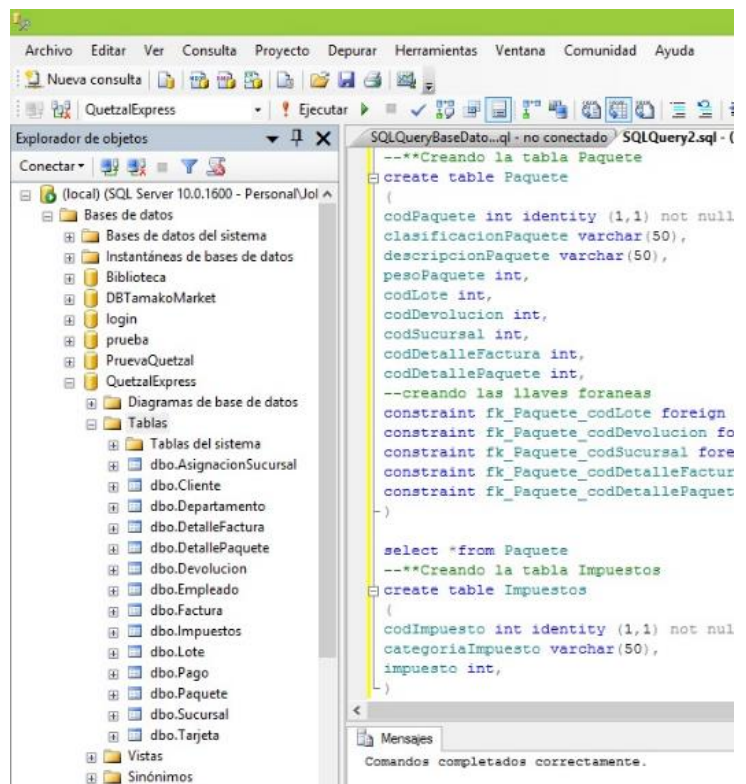 Archivo Editar Ver Consulta Proyecto Depurar Herramientas Ventana Comunidad Ayuda
Nueva consulta
QuetzalExpress Ejecutar
Explorador de objetos
Conectar
(local) (SQL Server 10.0.1600 - Personal\Jol
Bases de datos
Bases de datos del sistema
Instantáneas de bases de datos
Biblioteca
DBTamakoMarket
login
prueba
PruevaQuetzal
QuetzalExpress
Diagramas de base de datos
Tablas
Tablas del sistema
dbo.AsignacionSucursal
dbo.Cliente
dbo.Departamento
dbo.DetalleFactura
dbo.DetallePaquete
dbo.Devolucion
dbo.Empleado
dbo.Factura
dbo.Impuestos
dbo.Lote
dbo.Pago
dbo.Paquete
dbo.Sucursal
dbo.Tarjeta
Vistas
Sinónimos
SQLQueryBaseDato...ql - no conectado SQLQuery2.sql - (
--**Creando la tabla Paquete
create table Paquete
(
codPaquete int identity (1,1) not null
clasificacionPaquete varchar(50),
descripcionPaquete varchar(50),
pesoPaquete int,
codLote int,
codDevolucion int,
codSucursal int,
codDetalleFactura int,
codDetallePaquete int,
--creando las llaves foraneas
constraint fk_Paquete_codLote foreign
constraint fk_Paquete_codDevolucion fo
constraint fk_Paquete_codSucursal fore
constraint fk_Paquete_codDetalleFactur
constraint fk_Paquete_codDetallePaquet
)
select *from Paquete
--**Creando la tabla Impuestos
create table Impuestos
(
codImpuesto int identity (1,1) not nul
categoriaImpuesto varchar(50),
impuesto int,
)
Mensajes
Comandos completados correctamente.